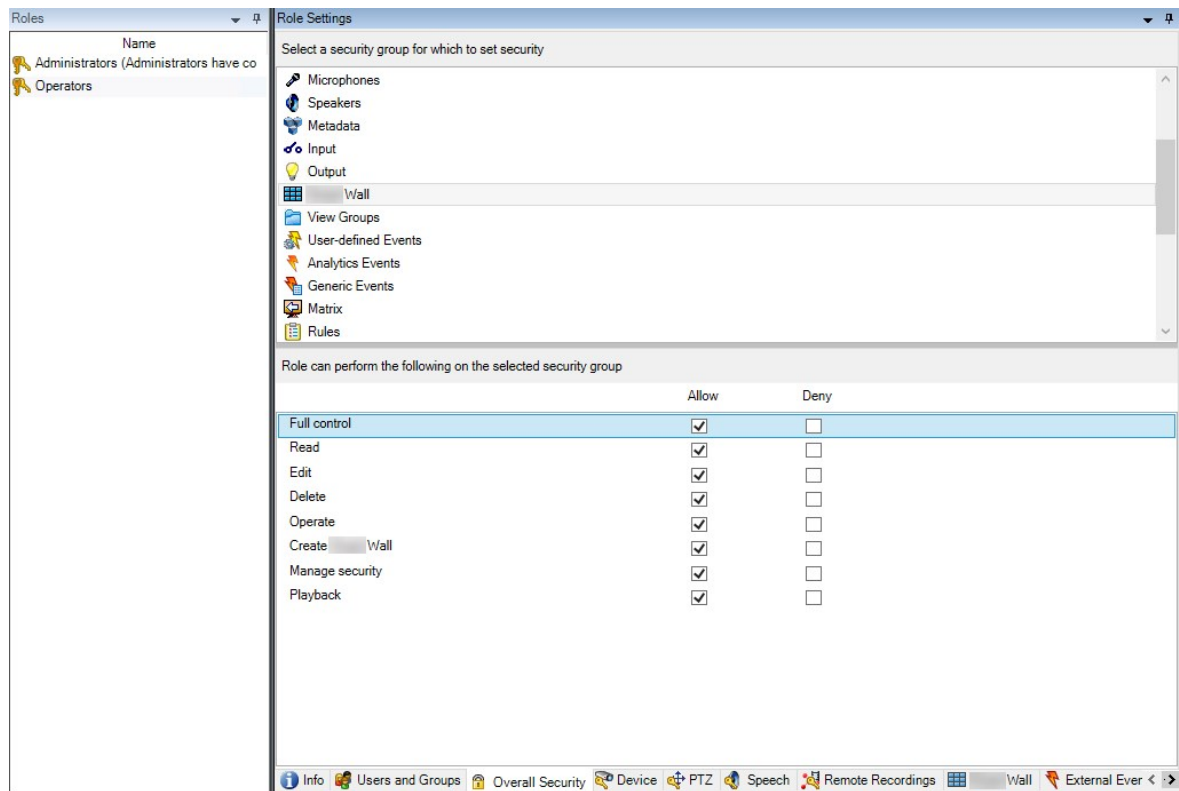 Roles
Name
Administrators (Administrators have co
Operators
Role Settings
Select a security group for which to set security
Microphones
Speakers
Metadata
Input
Output
Wall
View Groups
User-defined Events
Analytics Events
Generic Events
Matrix
Rules
Role can perform the following on the selected security group
Allow Deny
Full control
Read
Edit
Delete
Operate
Create Wall
Manage security
Playback
Info Users and Groups Overall Security Device PTZ Speech Remote Recordings Wall External Ever